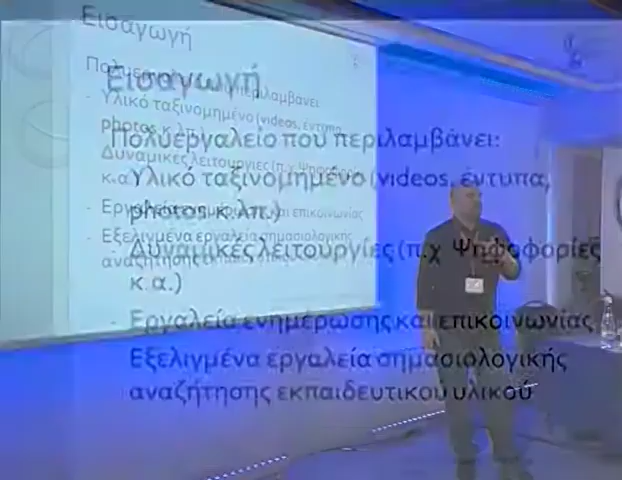 Εισαγωγή
Πολυεργαλείο που περιλαμβάνει:
- Υλικό ταξινομημένο (videos, έντυπα,
photos κ.λπ.)
- Δυναμικές λειτουργίες (π.χ Ψηφοφορίες
κ.α.)
- Εργαλεία ενημέρωσης και επικοινωνίας
- Εξελιγμένα εργαλεία σημασιολογικής
αναζήτησης εκπαιδευτικού υλικού